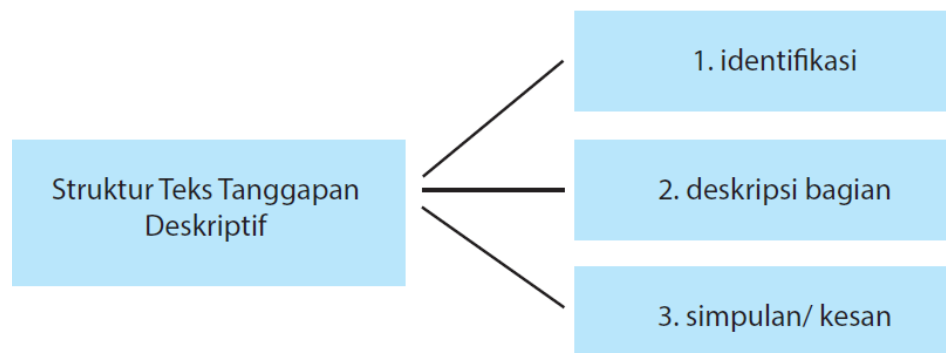 Struktur Teks Tanggapan
Deskriptif
1. identifikasi
2. deskripsi bagian
3. simpulan/ kesan